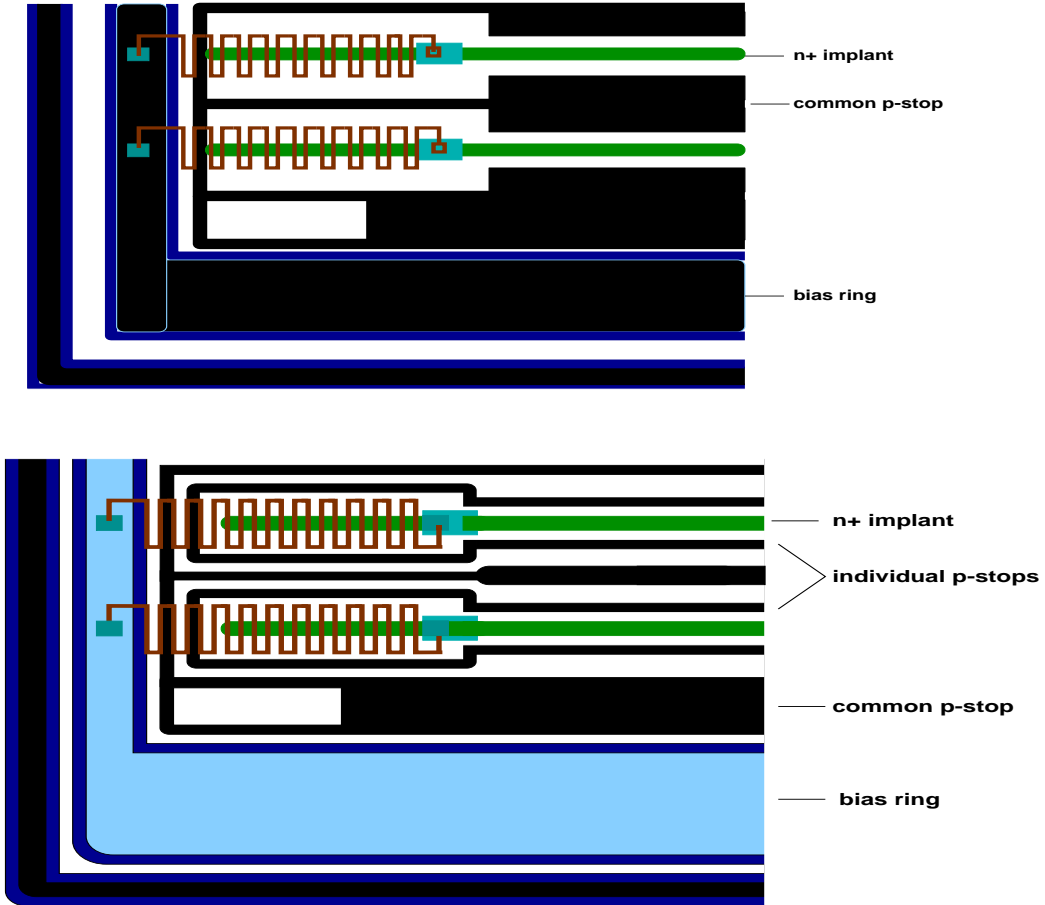 n+ implant
common p-stop
bias ring
n+ implant
individual p-stops
common p-stop
bias ring